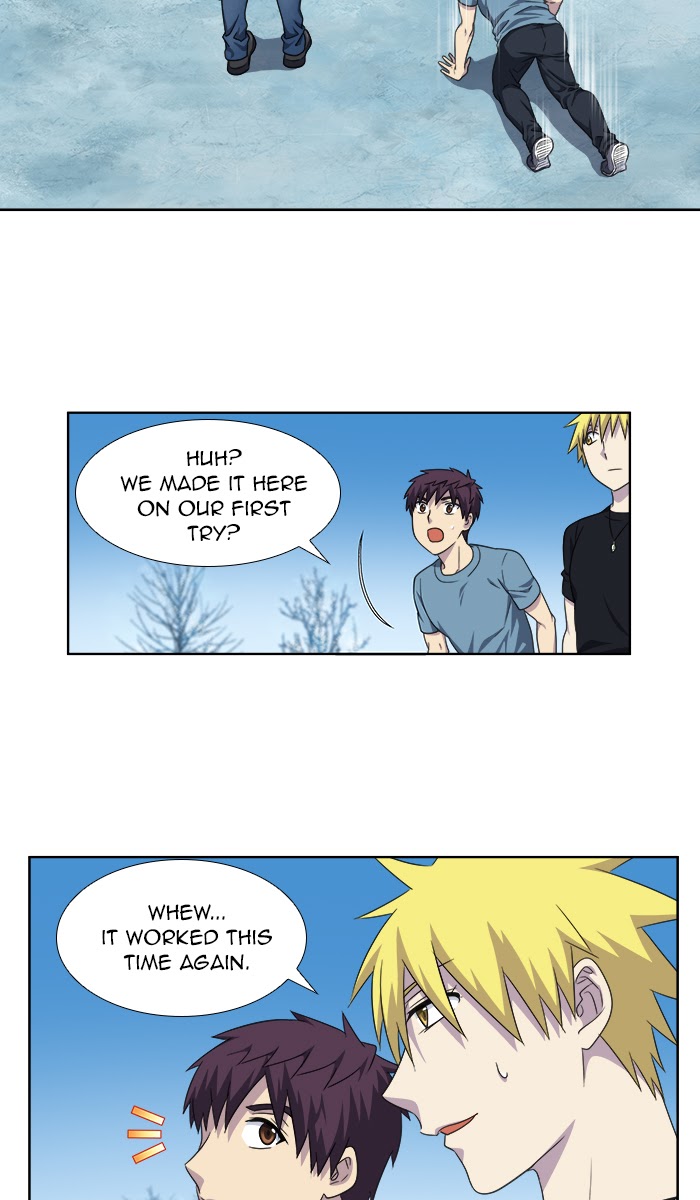 HUH?
WE MADE IT HERE
ON OUR FIRST
TRY?
WHEW...
IT WORKED THIS
TIME AGAIN.